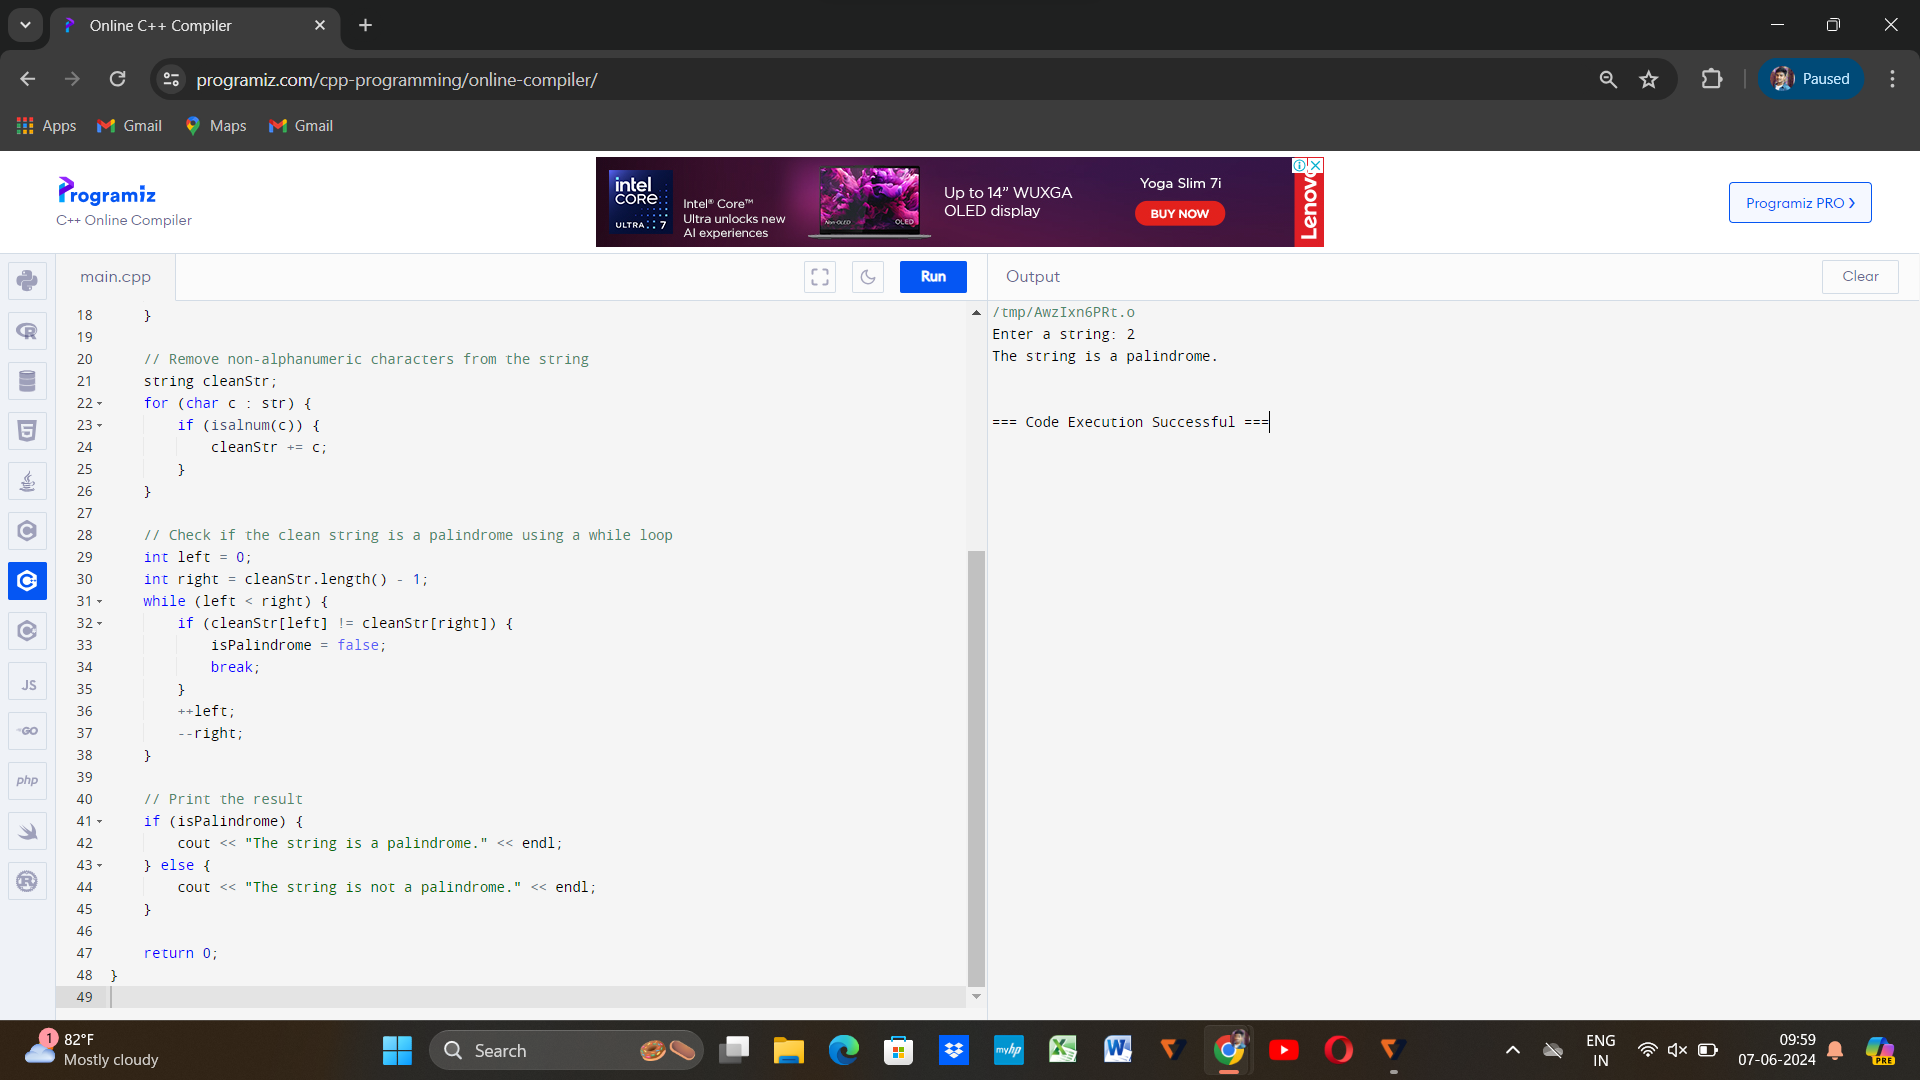 Online C++ Compiler
programiz.com/cpp-programming/online-compiler/
Paused
Apps
Gmail
Maps
Gmail
Programiz
C++ Online Compiler
intel
CORE
ULTRA 7
Intel® Core™
Ultra unlocks new
AI experiences
Non-OLED
OLED
Up to 14” WUXGA
OLED display
Yoga Slim 7i
BUY NOW
Lenovo
Programiz PRO
main.cpp
Run
Output
Clear
18 }
19
20 // Remove non-alphanumeric characters from the string
21 string cleanStr;
22 for (char c : str) {
23 if (isalnum(c)) {
24 cleanStr += c;
25 }
26 }
27
28 // Check if the clean string is a palindrome using a while loop
29 int left = 0;
30 int right = cleanStr.length() - 1;
31 while (left < right) {
32 if (cleanStr[left] != cleanStr[right]) {
33 isPalindrome = false;
34 break;
35 }
36 ++left;
37 --right;
38 }
39
40 // Print the result
41 if (isPalindrome) {
42 cout << "The string is a palindrome." << endl;
43 } else {
44 cout << "The string is not a palindrome." << endl;
45 }
46
47 return 0;
48 }
49
/tmp/AwzIxn6PRt.o
Enter a string: 2
The string is a palindrome.
=== Code Execution Successful ===
JS
GO
php
1
82°F
Mostly cloudy
Search
myhp
ENG
IN
09:59
07-06-2024
PRE